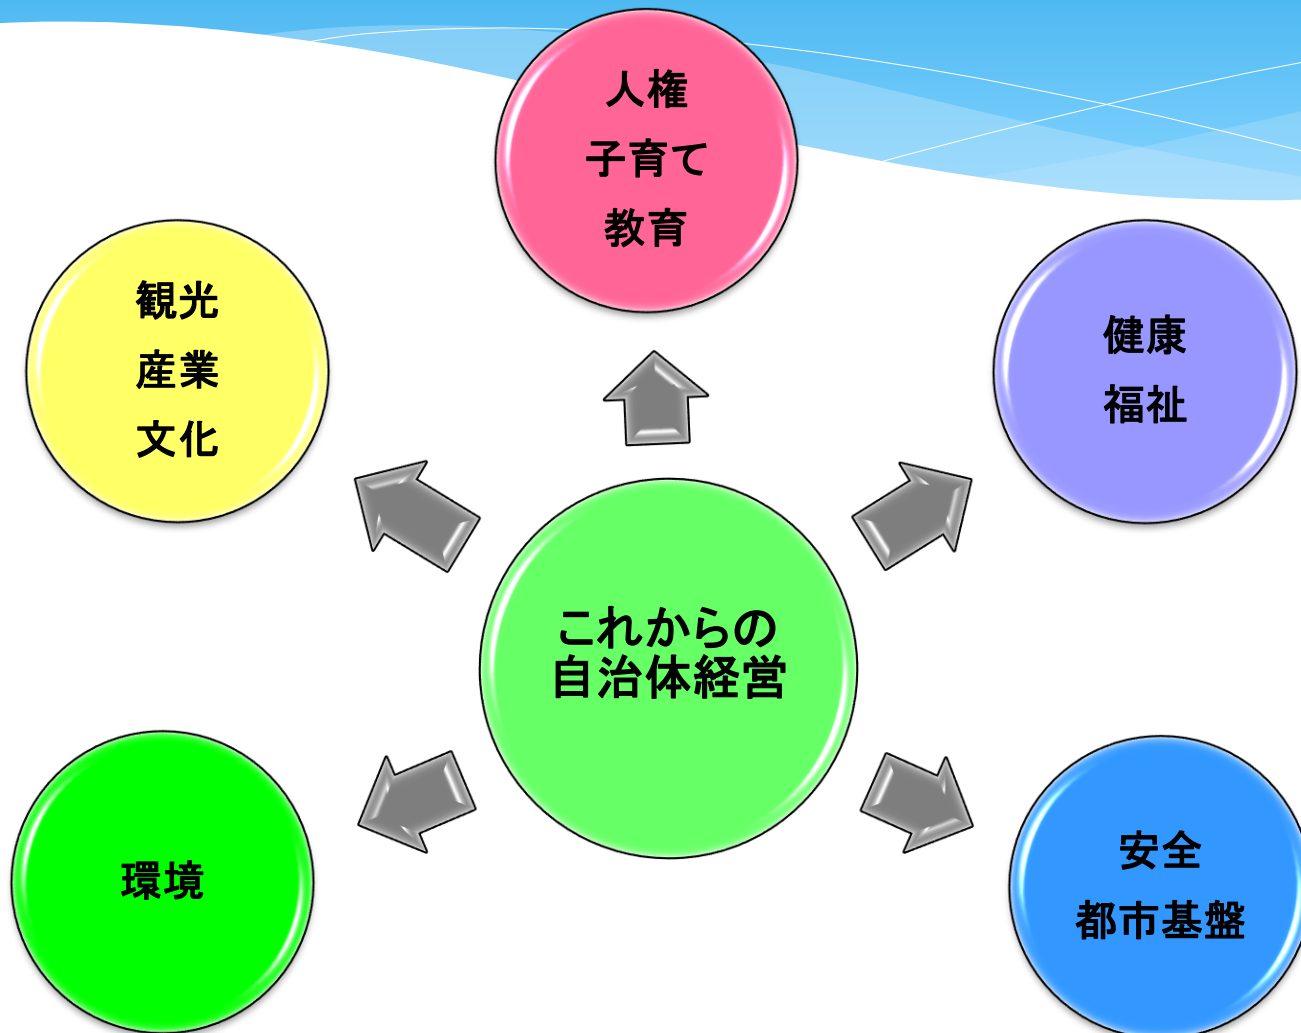 人権
子育て
教育
観光
産業
文化
健康
福祉
これからの
自治体経営
環境
安全
都市基盤